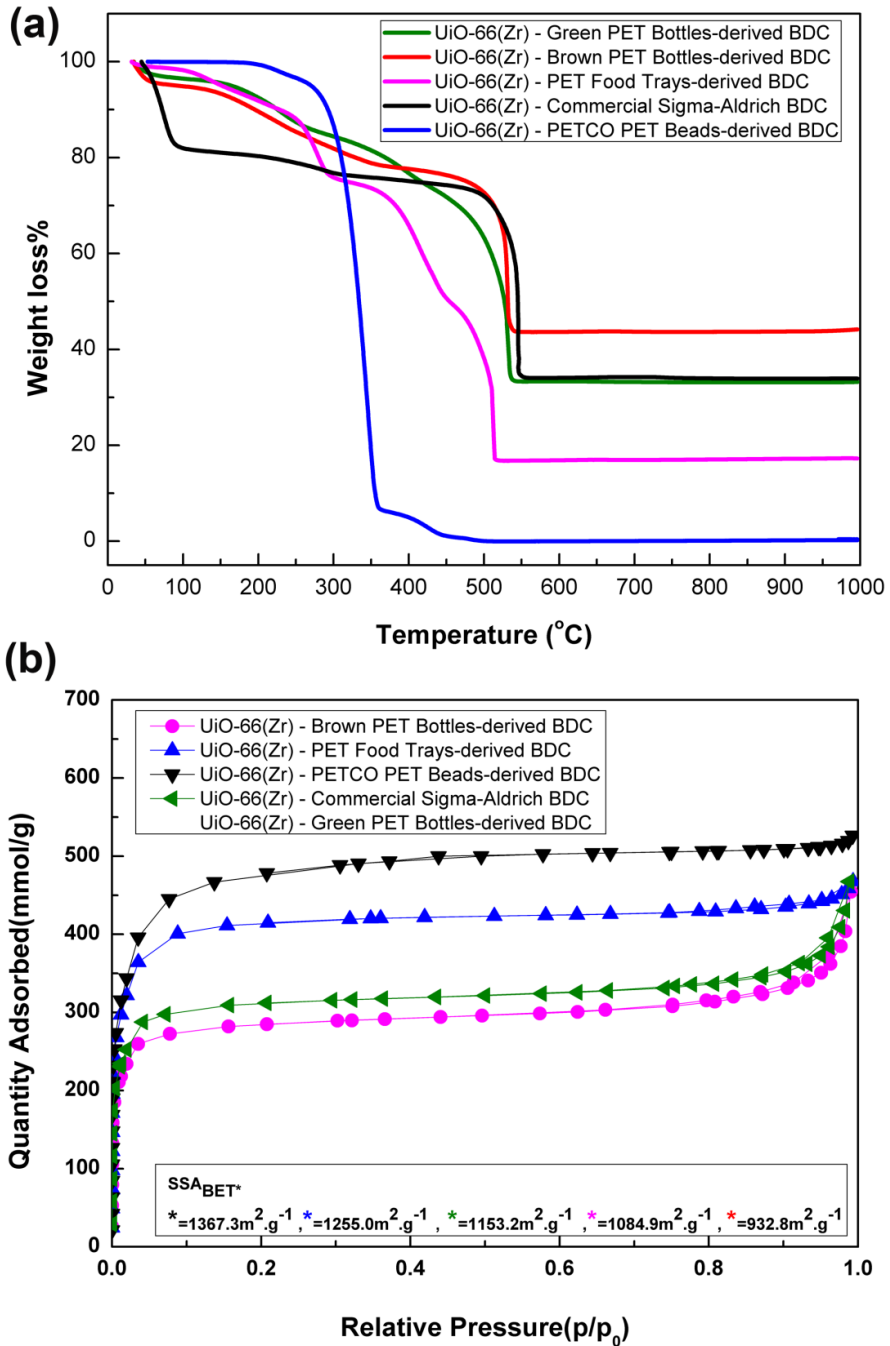 (a)
UiO-66(Zr) - Green PET Bottles-derived BDC
UiO-66(Zr) - Brown PET Bottles-derived BDC
UiO-66(Zr) - PET Food Trays-derived BDC
UiO-66(Zr) - Commercial Sigma-Aldrich BDC
UiO-66(Zr) - PETCO PET Beads-derived BDC
Weight loss%
100
80
60
40
20
0
0 100 200 300 400 500 600 700 800 900 1000
Temperature (°C)
(b)
UiO-66(Zr) - Brown PET Bottles-derived BDC
UiO-66(Zr) - PET Food Trays-derived BDC
UiO-66(Zr) - PETCO PET Beads-derived BDC
UiO-66(Zr) - Commercial Sigma-Aldrich BDC
UiO-66(Zr) - Green PET Bottles-derived BDC
Quantity Adsorbed(mmol/g)
700
600
500
400
300
200
100
0
SSA_BET*
*=1367.3m².g⁻¹ ,*=1255.0m².g⁻¹ ,*=1153.2m².g⁻¹ ,*=1084.9m².g⁻¹ ,*=932.8m².g⁻¹
0.0 0.2 0.4 0.6 0.8 1.0
Relative Pressure(p/p₀)